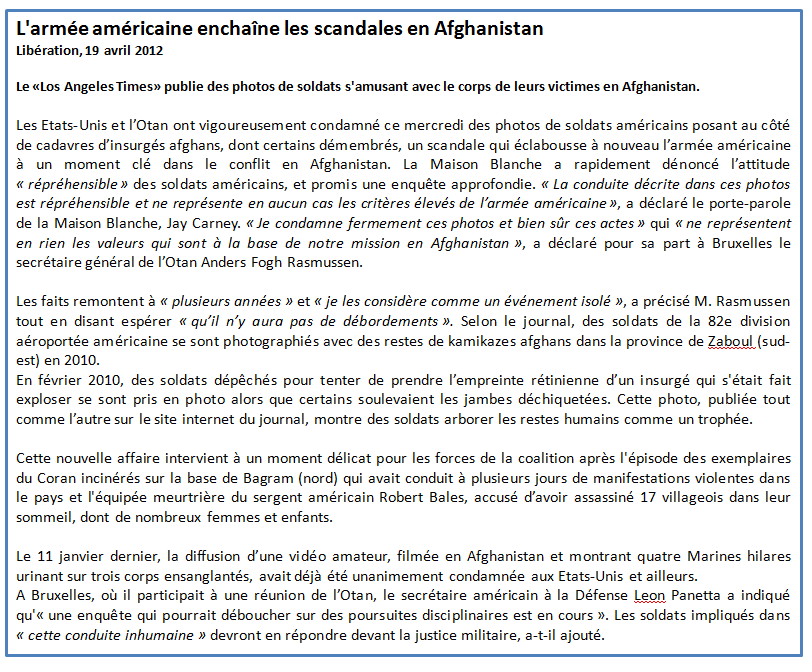 L'armée américaine enchaîne les scandales en Afghanistan
Libération, 19 avril 2012
Le «Los Angeles Times» publie des photos de soldats s'amusant avec le corps de leurs victimes en Afghanistan.
Les Etats-Unis et l’Otan ont vigoureusement condamné ce mercredi des photos de soldats américains posant au côté
de cadavres d’insurgés afghans, dont certains démembrés, un scandale qui éclabousse à nouveau l’armée américaine
à un moment clé dans le conflit en Afghanistan. La Maison Blanche a rapidement dénoncé l’attitude
« répréhensible » des soldats américains, et promis une enquête approfondie. « La conduite décrite dans ces photos
est répréhensible et ne représente en aucun cas les critères élevés de l’armée américaine », a déclaré le porte-parole
de la Maison Blanche, Jay Carney. « Je condamne fermement ces photos et bien sûr ces actes » qui « ne représentent
en rien les valeurs qui sont à la base de notre mission en Afghanistan », a déclaré pour sa part à Bruxelles le
secrétaire général de l’Otan Anders Fogh Rasmussen.
Les faits remontent à « plusieurs années » et « je les considère comme un événement isolé », a précisé M. Rasmussen
tout en disant espérer « qu’il n’y aura pas de débordements ». Selon le journal, des soldats de la 82e division
aéroportée américaine se sont photographiés avec des restes de kamikazes afghans dans la province de Zaboul (sud-
est) en 2010.
En février 2010, des soldats dépêchés pour tenter de prendre l’empreinte rétinienne d’un insurgé qui s'était fait
exploser se sont pris en photo alors que certains soulevaient les jambes déchiquetées. Cette photo, publiée tout
comme l’autre sur le site internet du journal, montre des soldats arborer les restes humains comme un trophée.
Cette nouvelle affaire intervient à un moment délicat pour les forces de la coalition après l'épisode des exemplaires
du Coran incinérés sur la base de Bagram (nord) qui avait conduit à plusieurs jours de manifestations violentes dans
le pays et l'équipée meurtrière du sergent américain Robert Bales, accusé d’avoir assassiné 17 villageois dans leur
sommeil, dont de nombreux femmes et enfants.
Le 11 janvier dernier, la diffusion d’une vidéo amateur, filmée en Afghanistan et montrant quatre Marines hilares
urinant sur trois corps ensanglantés, avait déjà été unanimement condamnée aux Etats-Unis et ailleurs.
A Bruxelles, où il participait à une réunion de l’Otan, le secrétaire américain à la Défense Leon Panetta a indiqué
qu'« une enquête qui pourrait déboucher sur des poursuites disciplinaires est en cours ». Les soldats impliqués dans
« cette conduite inhumaine » devront en répondre devant la justice militaire, a-t-il ajouté.